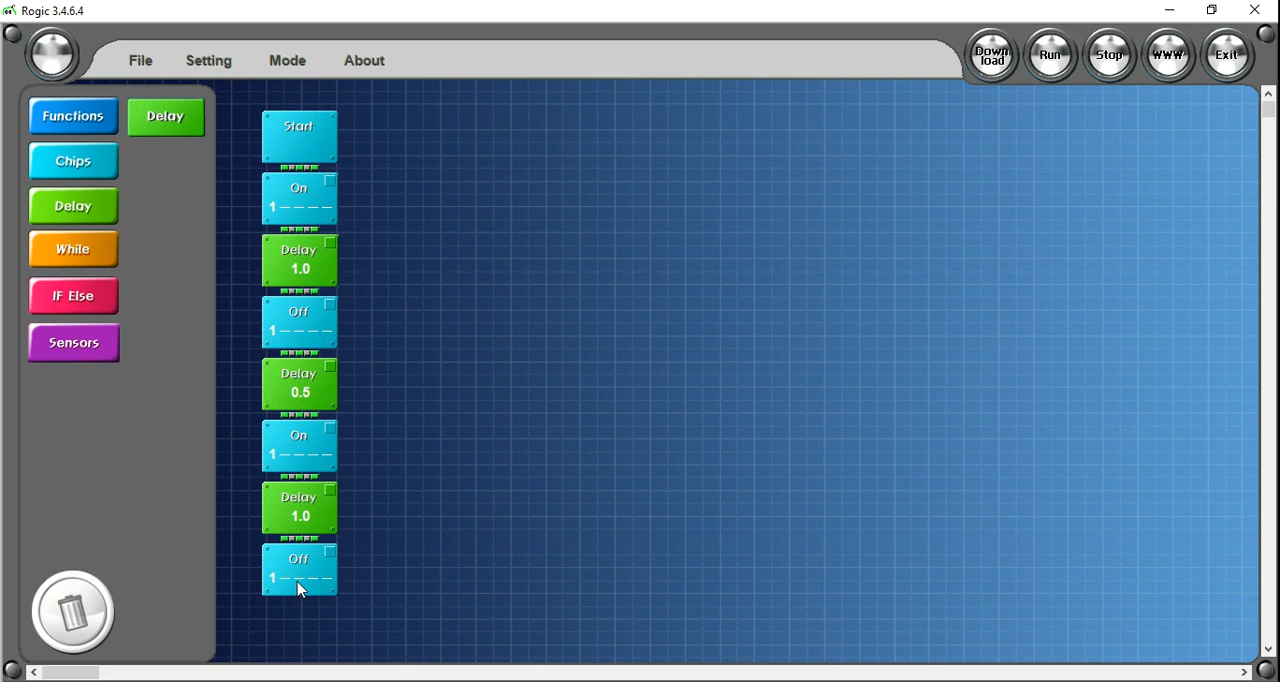 Rogic 3.4.6.4
File Setting Mode About
Down
load
Run
Stop
WWW
Exit
Functions
Chips
Delay
While
IF Else
Sensors
Delay
Start
On
1 _ _ _ _
Delay
1.0
Off
1 _ _ _ _
Delay
0.5
On
1 _ _ _ _
Delay
1.0
Off
1 _ _ _ _